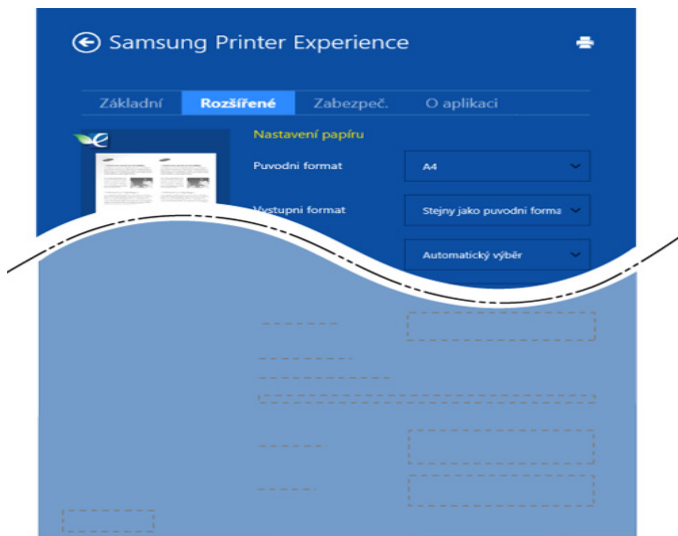 Samsung Printer Experience
Základní Rozšířené Zabezpeč. O aplikaci
Nastavení papíru
Puvodni format A4
Vystupni format Stejny jako puvodni forma
Automatický výběr